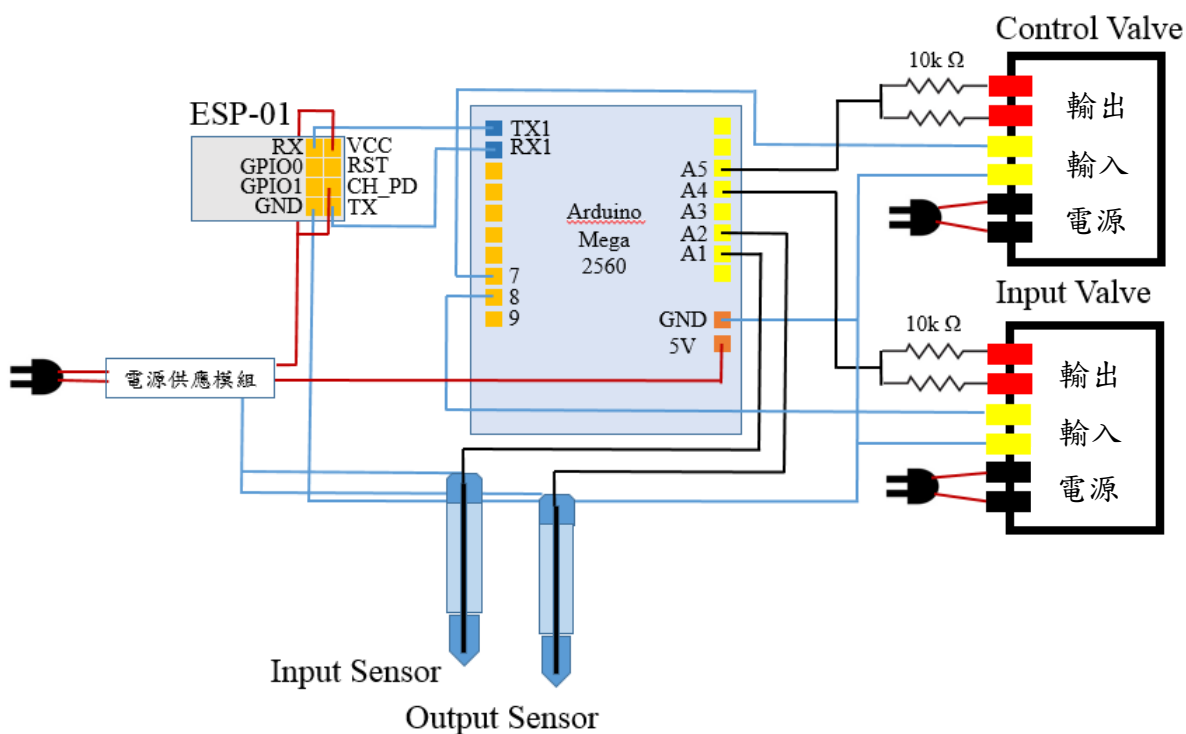 Control Valve
10k Ω
輸出
輸入
電源
ESP-01
RX
VCC
GPIO0
RST
GPIO1
CH_PD
GND
TX
TX1
RX1
7
8
9
Arduino
Mega
2560
A5
A4
A3
A2
A1
GND
5V
Input Valve
10k Ω
輸出
輸入
電源
電源供應模組
Input Sensor
Output Sensor